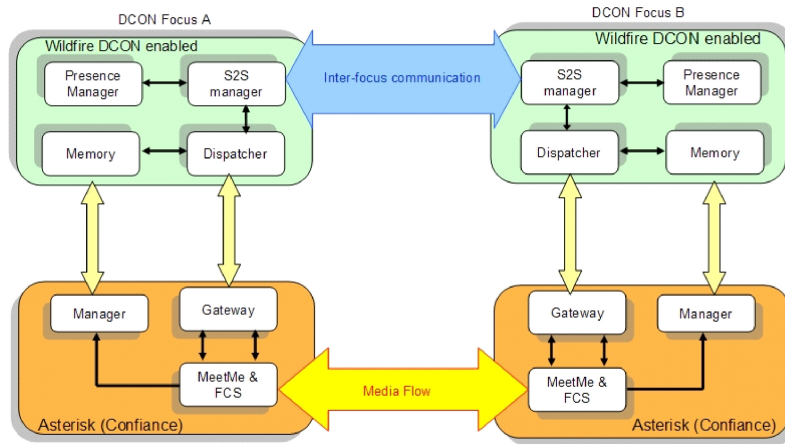 DCON Focus A
DCON Focus B
Wildfire DCON enabled
Wildfire DCON enabled
Presence
Manager
S2S
manager
Inter-focus communication
S2S
manager
Presence
Manager
Memory
Dispatcher
Dispatcher
Memory
Manager
Gateway
Gateway
Manager
MeetMe &
FCS
Media Flow
MeetMe &
FCS
Asterisk (Confiance)
Asterisk (Confiance)